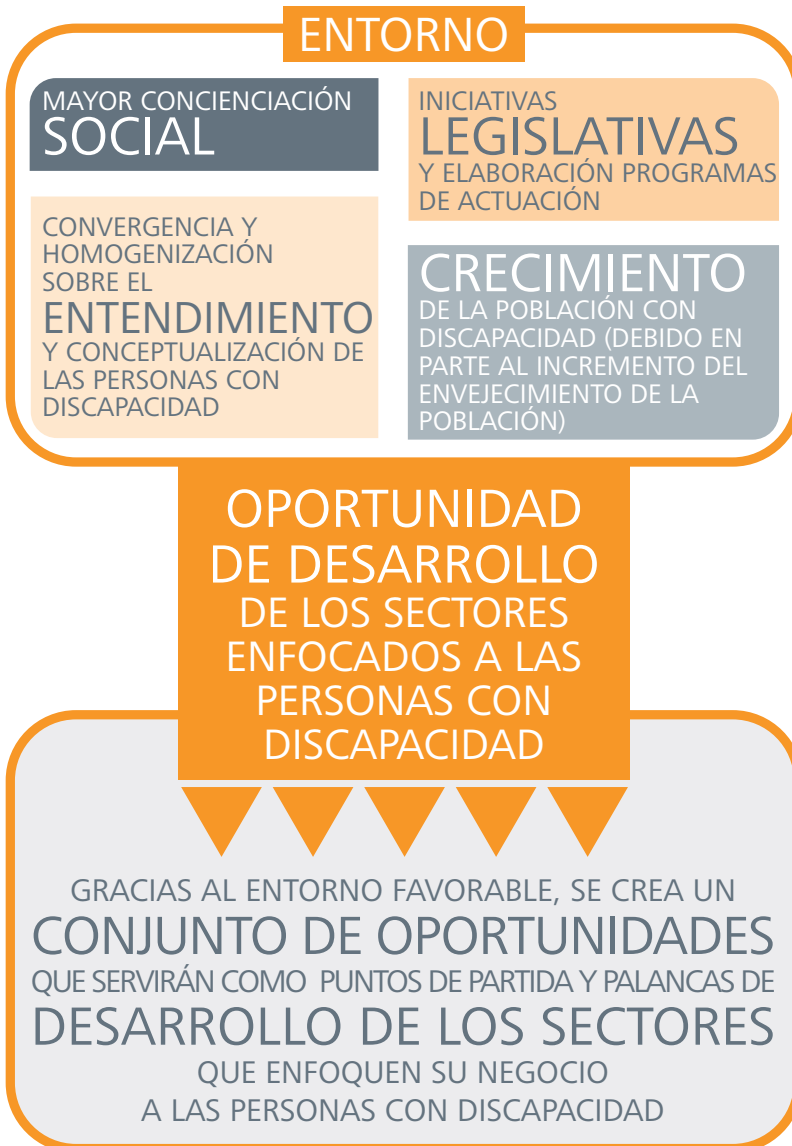 ENTORNO
MAYOR CONCIENCIACIÓN
SOCIAL
INICIATIVAS
LEGISLATIVAS
Y ELABORACIÓN PROGRAMAS
DE ACTUACIÓN
CONVERGENCIA Y
HOMOGENIZACIÓN
SOBRE EL
ENTENDIMIENTO
Y CONCEPTUALIZACIÓN DE
LAS PERSONAS CON
DISCAPACIDAD
CRECIMIENTO
DE LA POBLACIÓN CON
DISCAPACIDAD (DEBIDO EN
PARTE AL INCREMENTO DEL
ENVEJECIMIENTO DE LA
POBLACIÓN)
OPORTUNIDAD
DE DESARROLLO
DE LOS SECTORES
ENFOCADOS A LAS
PERSONAS CON
DISCAPACIDAD
GRACIAS AL ENTORNO FAVORABLE, SE CREA UN
CONJUNTO DE OPORTUNIDADES
QUE SERVIRÁN COMO PUNTOS DE PARTIDA Y PALANCAS DE
DESARROLLO DE LOS SECTORES
QUE ENFOQUEN SU NEGOCIO
A LAS PERSONAS CON DISCAPACIDAD